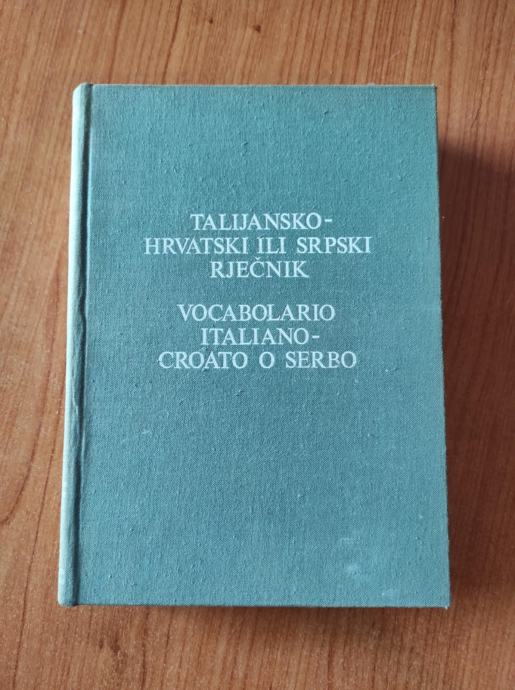 TALIJANSKO-
HRVATSKI ILI SRPSKI
RJEČNIK
VOCABOLARIO
ITALIANO-
CROATO O SERBO